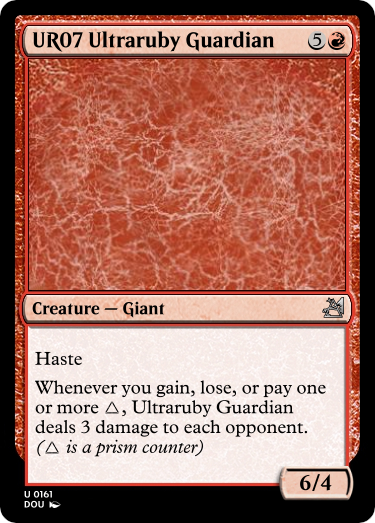 UR07 Ultraruby Guardian 5
Creature — Giant
Haste
Whenever you gain, lose, or pay one
or more △, Ultraruby Guardian
deals 3 damage to each opponent.
(△ is a prism counter)
6/4
U 0161
DOU